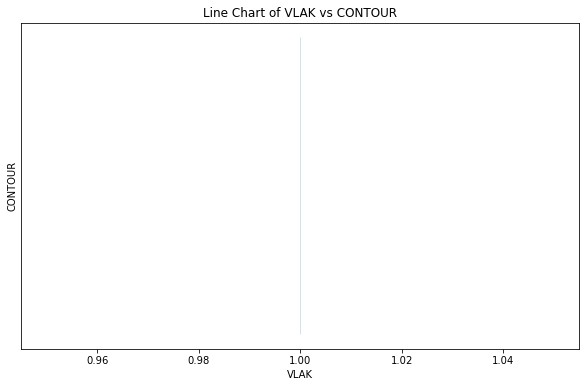 Line Chart of VLAK vs CONTOUR
CONTOUR
0.96 0.98 1.00 1.02 1.04
VLAK